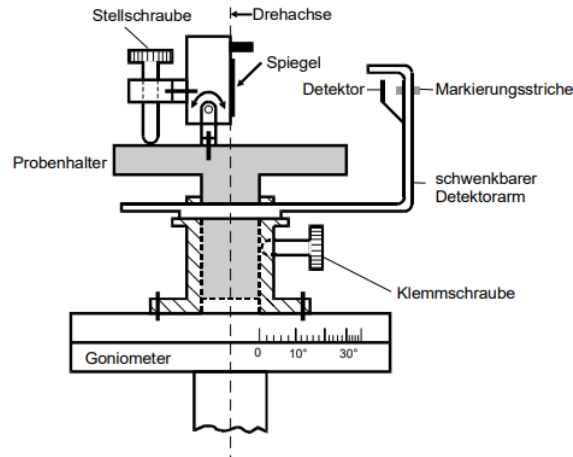 Stellschraube
Drehachse
Spiegel
Detektor
Markierungsstriche
Probenhalter
schwenkbarer
Detektorarm
Klemmschraube
0 10° 30°
Goniometer